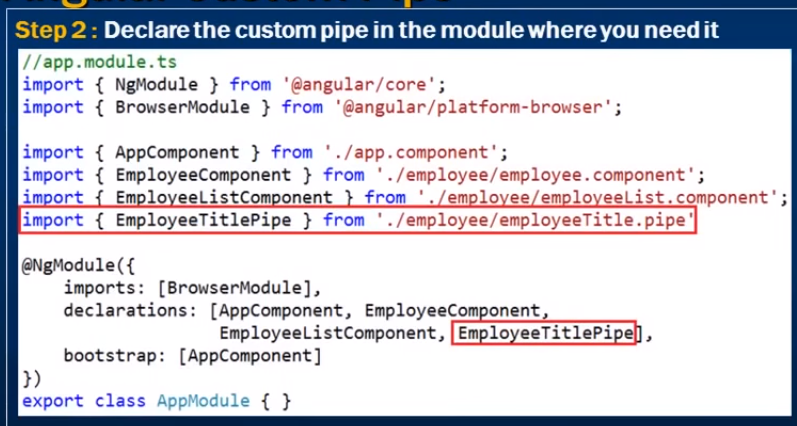 Step 2 : Declare the custom pipe in the module where you need it
//app.module.ts
import { NgModule } from '@angular/core';
import { BrowserModule } from '@angular/platform-browser';
import { AppComponent } from './app.component';
import { EmployeeComponent } from './employee/employee.component';
import { EmployeeListComponent } from './employee/employeeList.component';
import { EmployeeTitlePipe } from './employee/employeeTitle.pipe'
@NgModule({
    imports: [BrowserModule],
    declarations: [AppComponent, EmployeeComponent,
                   EmployeeListComponent, EmployeeTitlePipe],
    bootstrap: [AppComponent]
})
export class AppModule { }